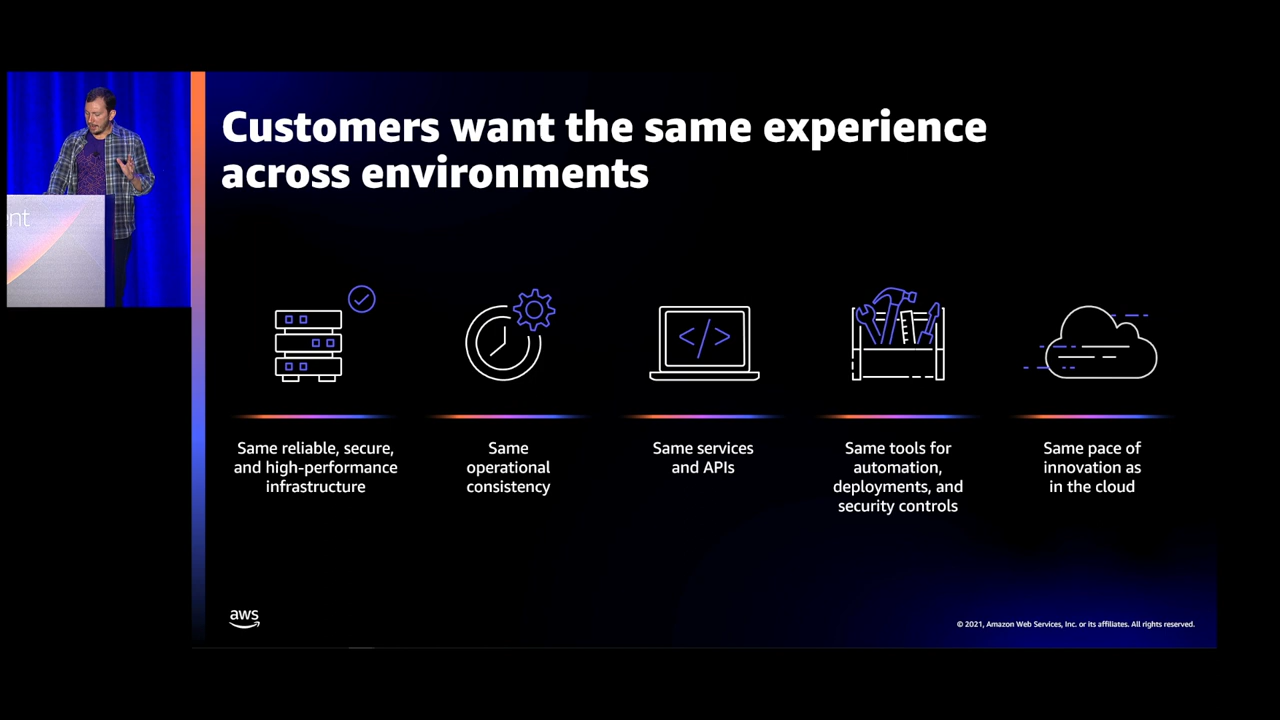 Customers want the same experience
across environments
Same reliable, secure,
and high-performance
infrastructure
Same
operational
consistency
Same services
and APIs
Same tools for
automation,
deployments, and
security controls
Same pace of
innovation as
in the cloud
aws
© 2021, Amazon Web Services, Inc. or its affiliates. All rights reserved.